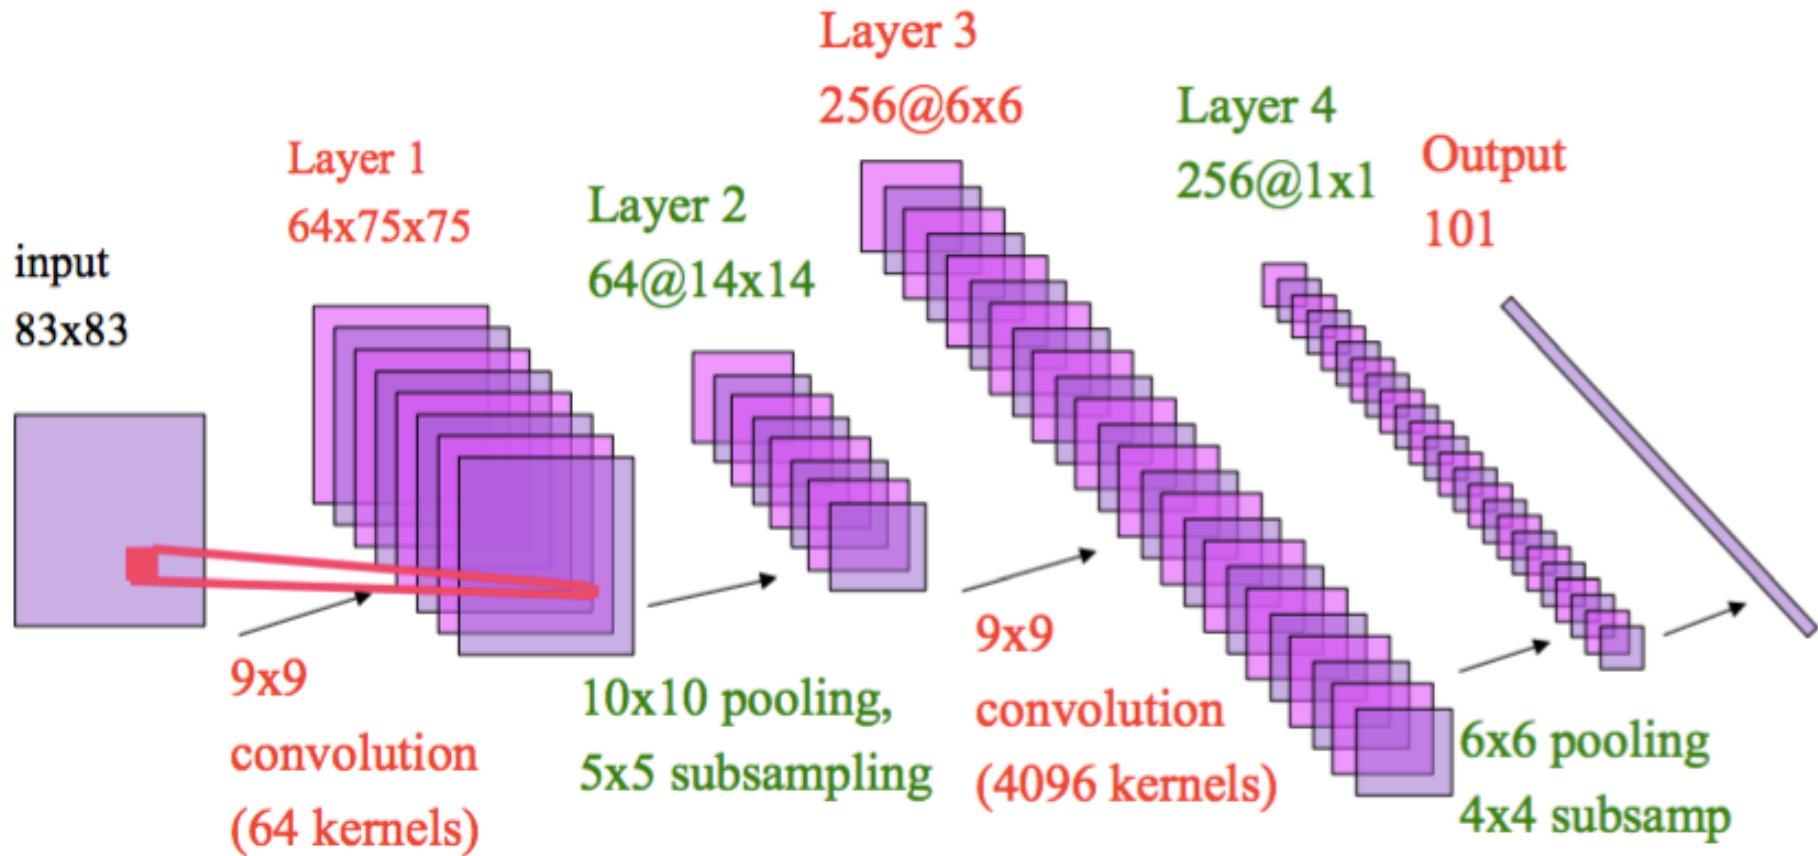 input
83x83
Layer 1
64x75x75
9x9
convolution
(64 kernels)
Layer 2
64@14x14
10x10 pooling,
5x5 subsampling
Layer 3
256@6x6
9x9
convolution
(4096 kernels)
Layer 4
256@1x1
6x6 pooling
4x4 subsamp
Output
101